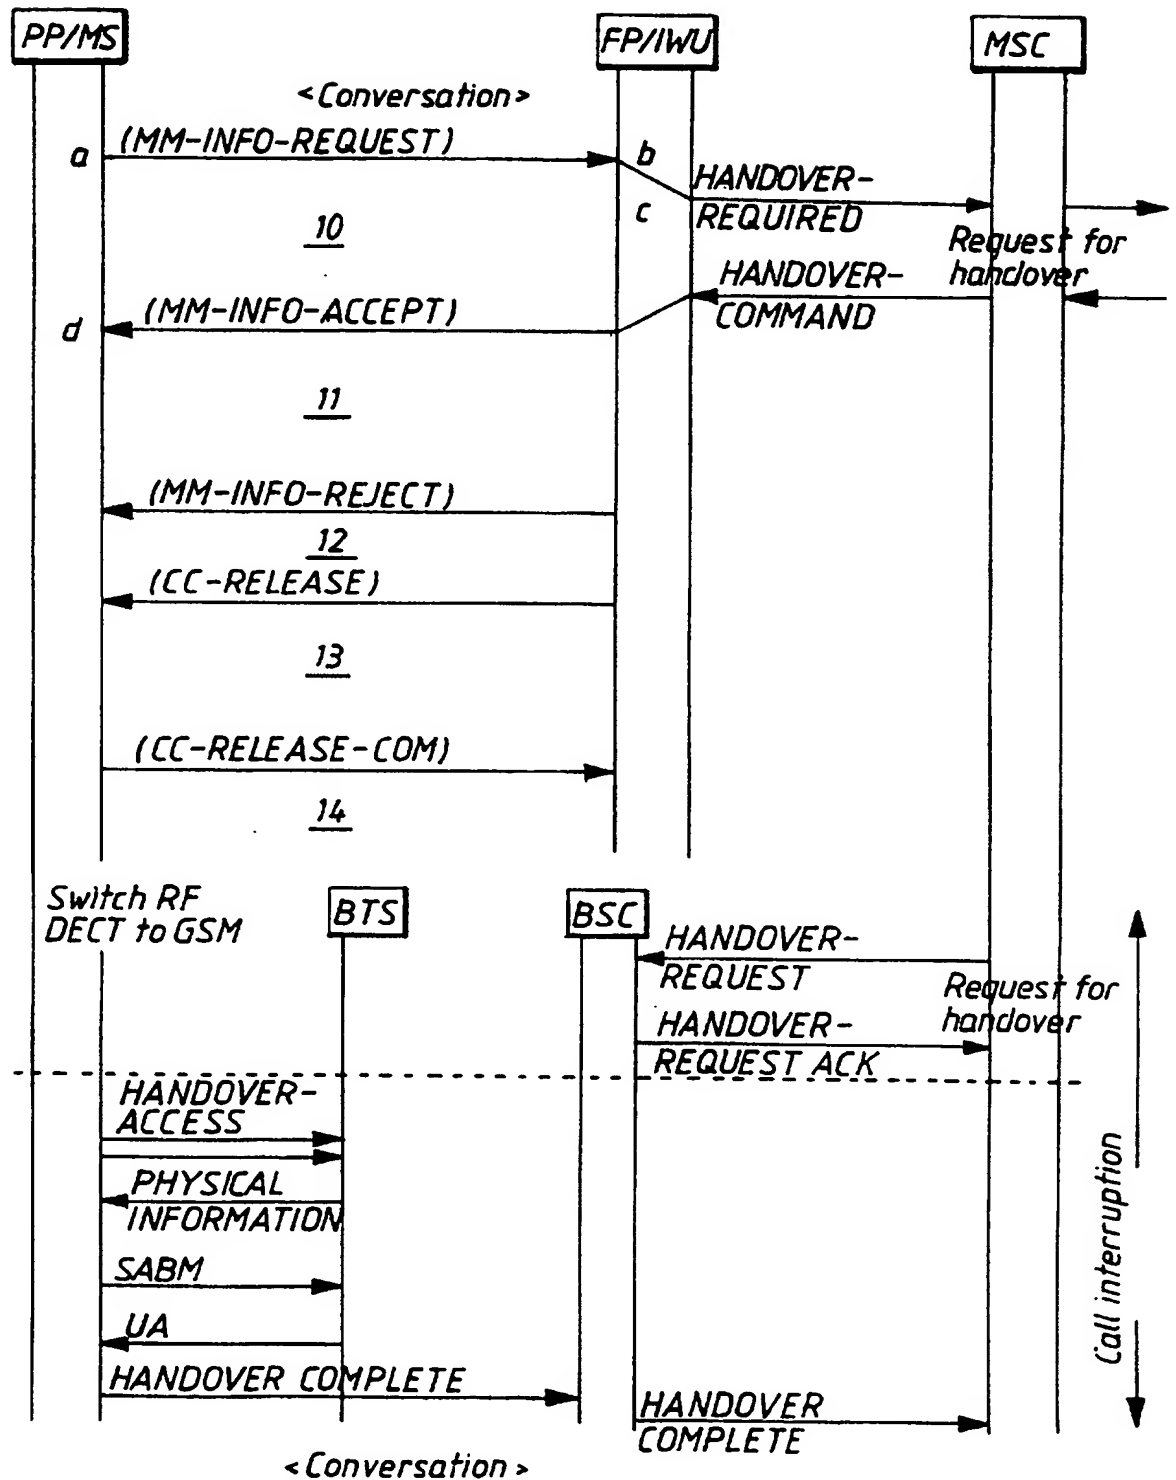 PP/MS
FP/IWU
MSC
<Conversation>
a
(MM-INFO-REQUEST)
b
HANDOVER-
REQUIRED
c
10
Request for
handover
HANDOVER-
COMMAND
(MM-INFO-ACCEPT)
d
11
(MM-INFO-REJECT)
12
(CC-RELEASE)
13
(CC-RELEASE-COM)
14
Switch RF
DECT to GSM
BTS
BSC
HANDOVER-
REQUEST
Request for
handover
HANDOVER-
REQUEST ACK
HANDOVER-
ACCESS
PHYSICAL
INFORMATION
SABM
UA
HANDOVER COMPLETE
HANDOVER
COMPLETE
Call interruption
<Conversation>